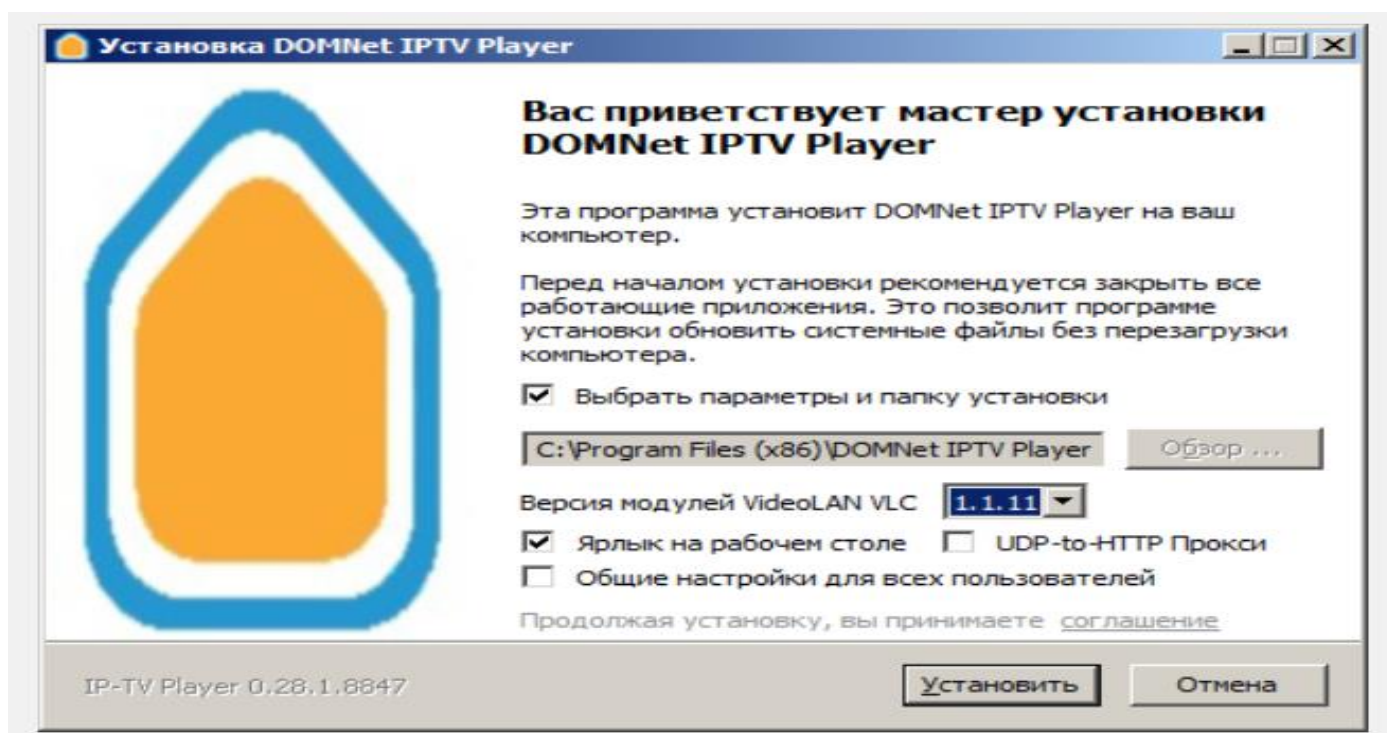 Установка DOMNet IPTV Player
Вас приветствует мастер установки
DOMNet IPTV Player
Эта программа установит DOMNet IPTV Player на ваш
компьютер.
Перед началом установки рекомендуется закрыть все
работающие приложения. Это позволит программе
установки обновить системные файлы без перезагрузки
компьютера.
Выбрать параметры и папку установки
C:\Program Files (x86)\DOMNet IPTV Player
Обзор ...
Версия модулей VideoLAN VLC 1.1.11
Ярлык на рабочем столе UDP-to-HTTP Прокси
Общие настройки для всех пользователей
Продолжая установку, вы принимаете соглашение
IP-TV Player 0.28.1.8847
Установить Отмена